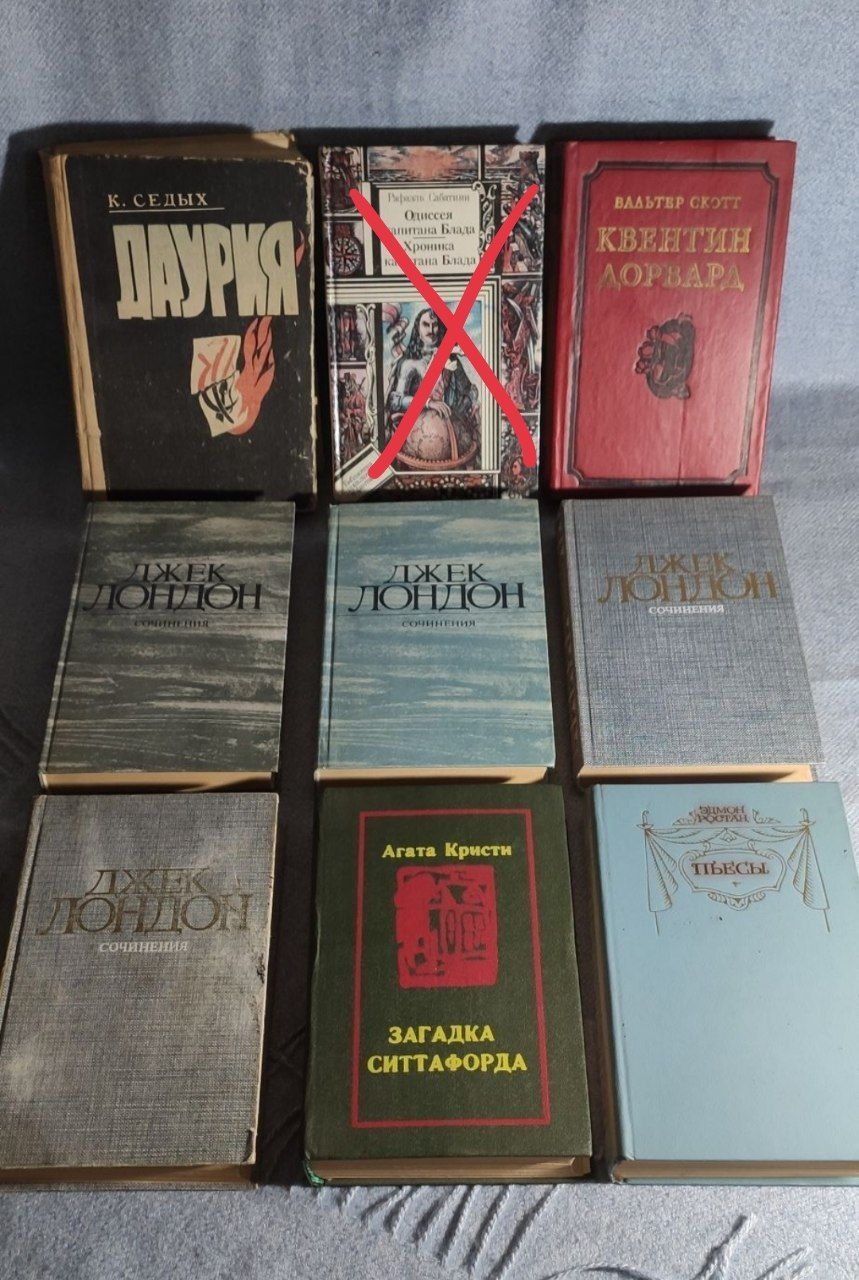 К. СЕДЫХ
ДАУРИЯ
Рафаэль Сабатини
Одиссея
капитана Блада
Хроника
капитана Блада
ВАЛЬТЕР СКОТТ
КВЕНТИН
ДОРВАРД
ДЖЕК
ЛОНДОН
СОЧИНЕНИЯ
ДЖЕК
ЛОНДОН
СОЧИНЕНИЯ
ДЖЕК
ЛОНДОН
СОЧИНЕНИЯ
ДЖЕК
ЛОНДОН
СОЧИНЕНИЯ
Агата Кристи
ЗАГАДКА
СИТТАФОРДА
ЭДМОН
РОСТАН
ПЬЕСЫ